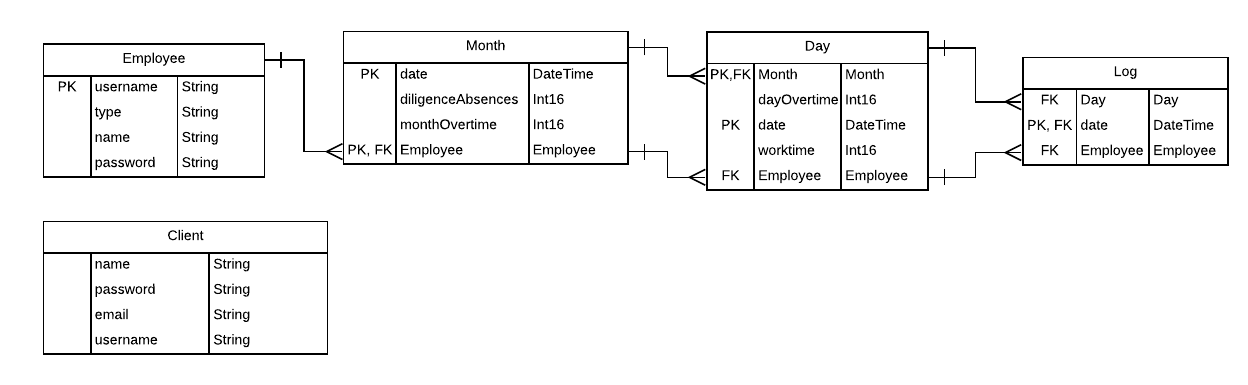 Employee
PK username String
type String
name String
password String
Month
PK date DateTime
diligenceAbsences Int16
monthOvertime Int16
PK, FK Employee Employee
Day
PK,FK Month Month
dayOvertime Int16
PK date DateTime
worktime Int16
FK Employee Employee
Log
FK Day Day
PK, FK date DateTime
FK Employee Employee
Client
name String
password String
email String
username String